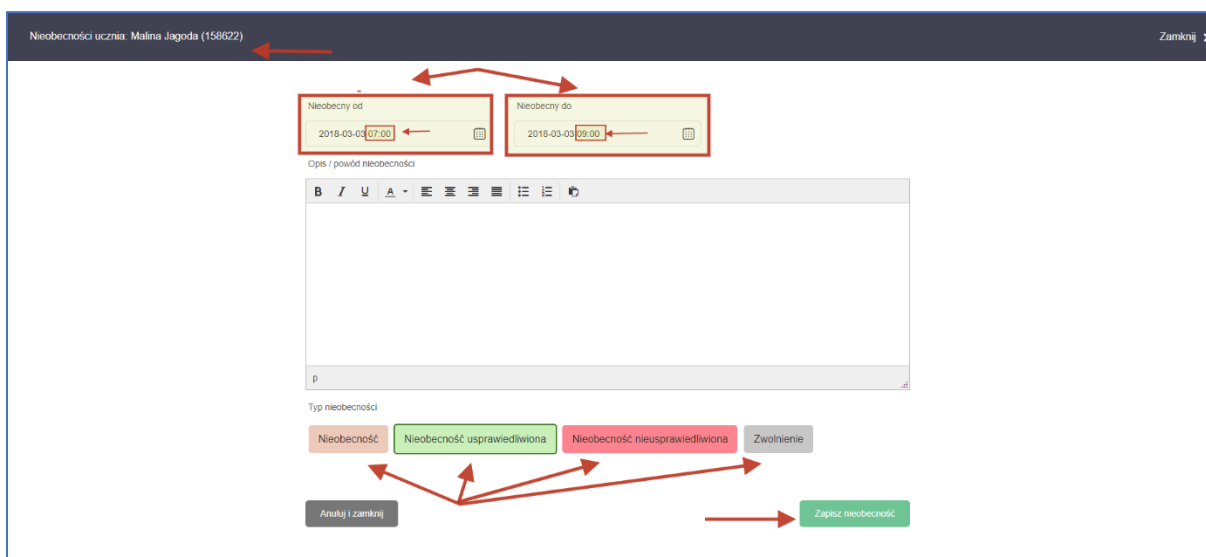 Nieobecności ucznia: Malina Jagoda (158622)
Zamknij
Nieobecny od
Nieobecny do
2018-03-03 07:00
2018-03-03 09:00
Opis / powód nieobecności
B I U A
p
Typ nieobecności
Nieobecność
Nieobecność usprawiedliwiona
Nieobecność nieusprawiedliwiona
Zwolnienie
Anuluj i zamknij
Zapisz nieobecność